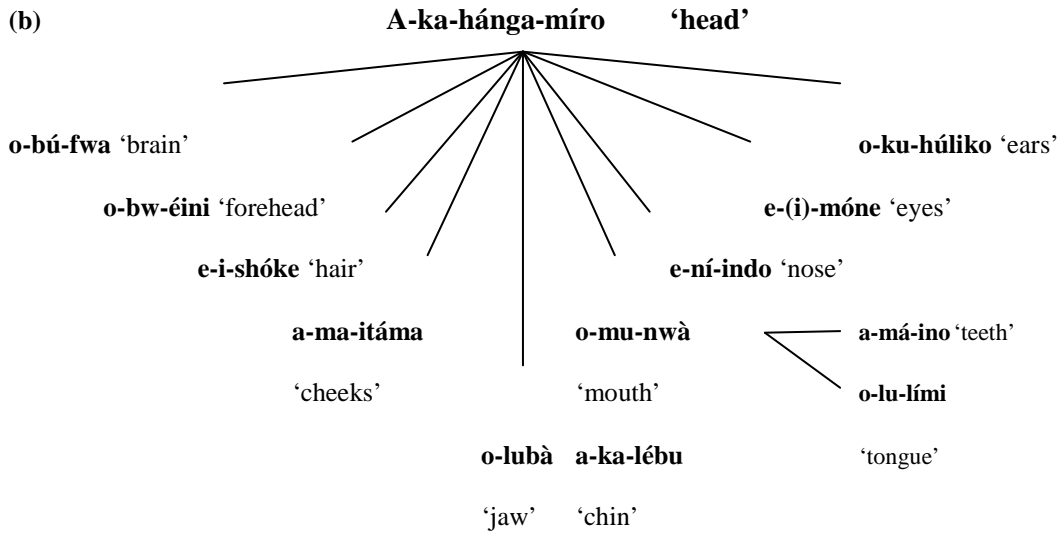 (b) A-ka-hánga-míro ‘head’
o-bú-fwa ‘brain’ o-ku-húliko ‘ears’
o-bw-éini ‘forehead’ e-(i)-móne ‘eyes’
e-i-shóke ‘hair’ e-ní-indo ‘nose’
a-ma-itáma o-mu-nwà a-má-ino ‘teeth’
‘cheeks’ ‘mouth’ o-lu-lími
o-lubà a-ka-lébu ‘tongue’
‘jaw’ ‘chin’